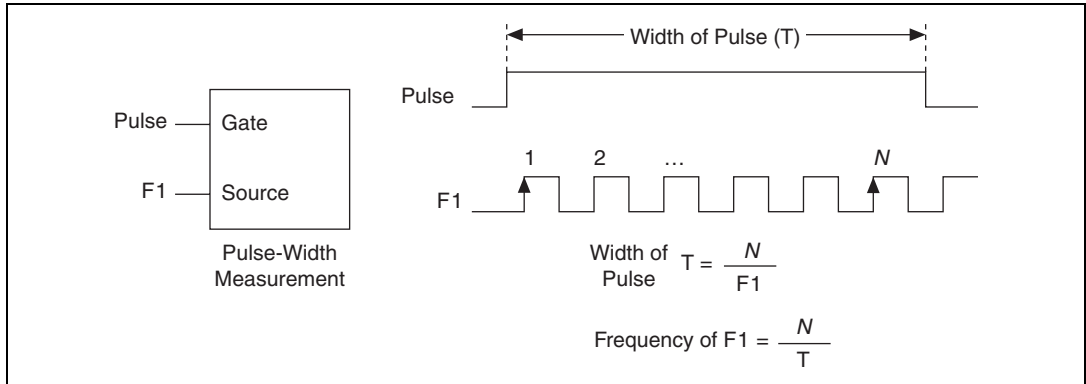 Width of Pulse (T)
Pulse
Pulse
Gate
1 2 ... N
F1
Source
F1
Pulse-Width
Measurement
Width of
Pulse
T = N
F1
Frequency of F1 = N
T